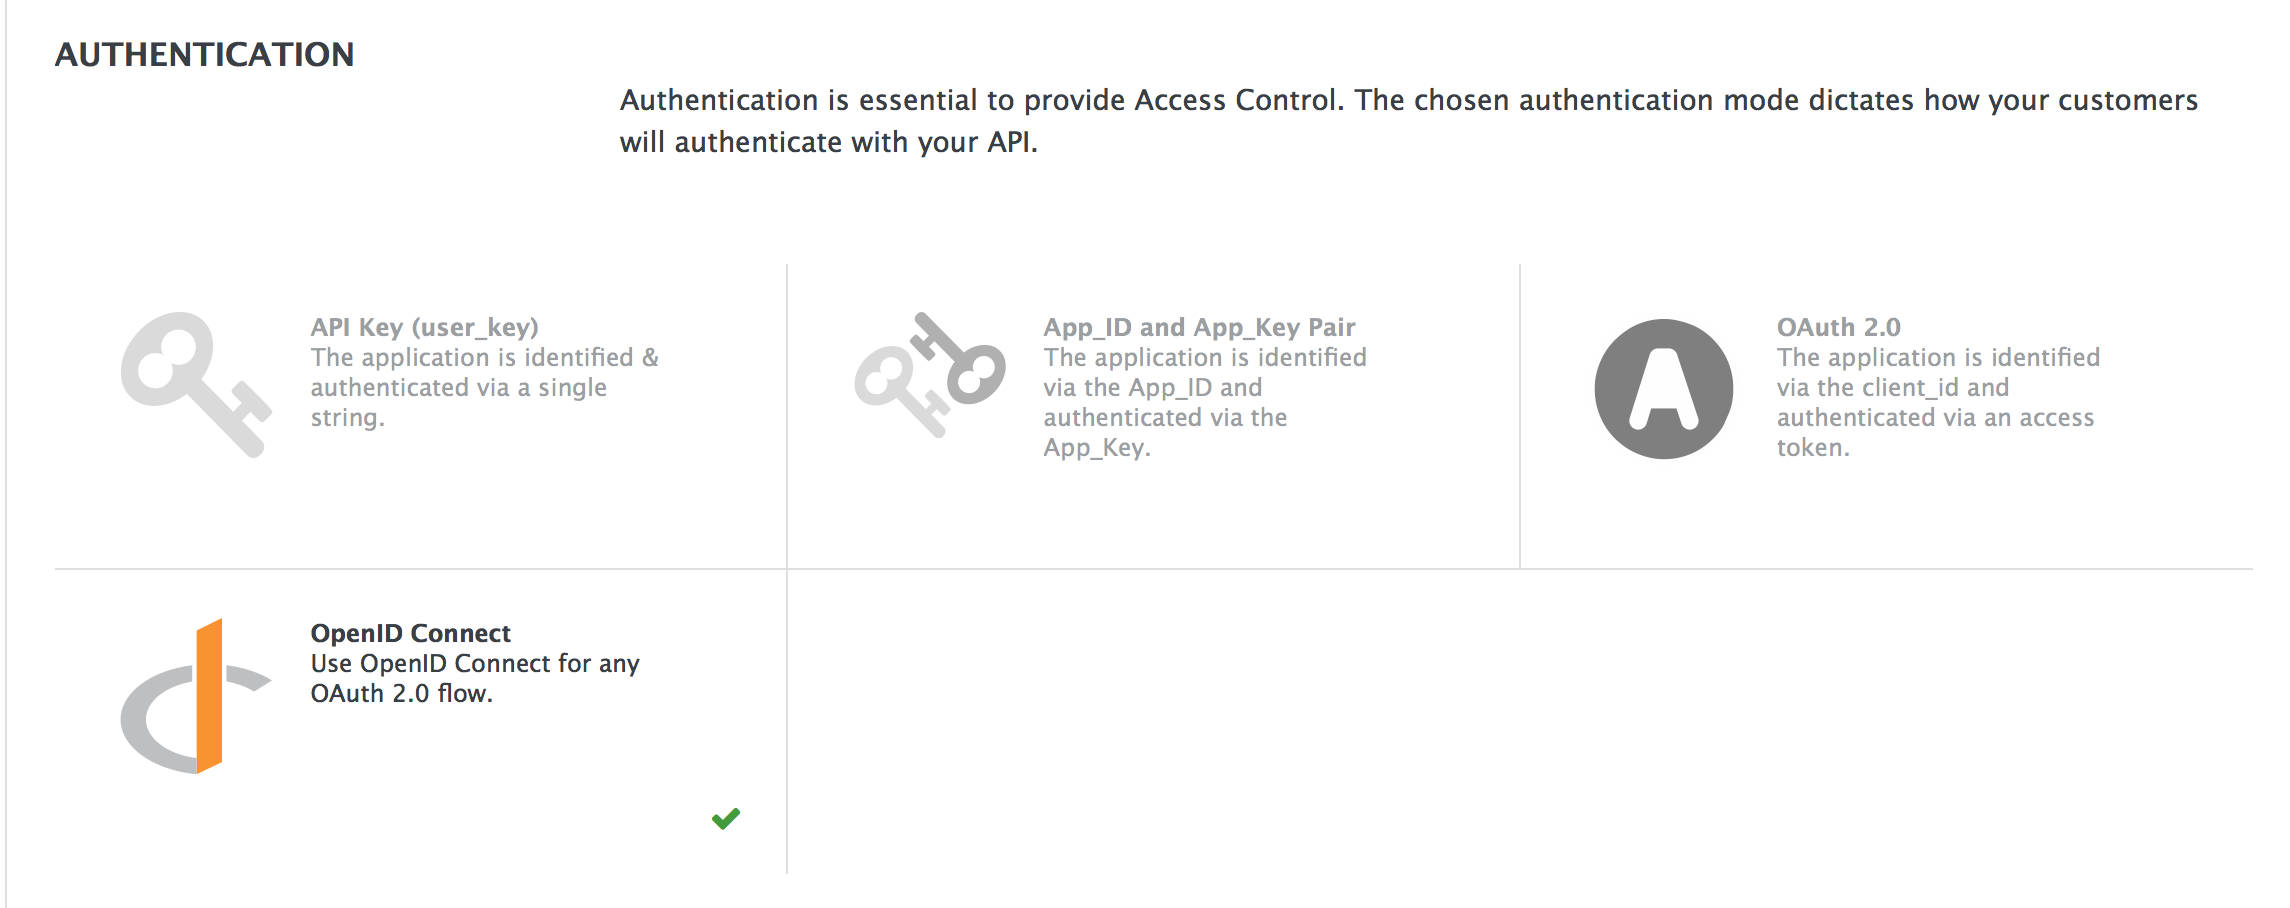 AUTHENTICATION
Authentication is essential to provide Access Control. The chosen authentication mode dictates how your customers
will authenticate with your API.
API Key (user_key)
The application is identified &
authenticated via a single
string.
App_ID and App_Key Pair
The application is identified
via the App_ID and
authenticated via the
App_Key.
OAuth 2.0
The application is identified
via the client_id and
authenticated via an access
token.
OpenID Connect
Use OpenID Connect for any
OAuth 2.0 flow.